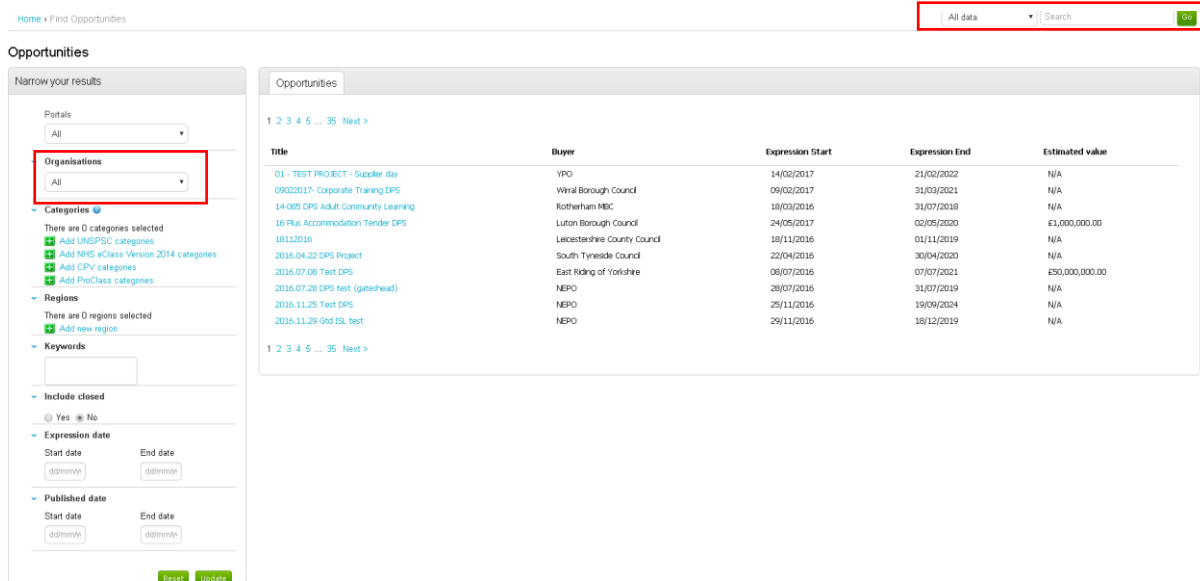 Home › Find Opportunities
All data Search Go
Opportunities
Narrow your results
Portals
All
Organisations
All
Categories
There are 0 categories selected
Add UNSPSC categories
Add NHS eClass Version 2014 categories
Add CPV categories
Add ProClass categories
Regions
There are 0 regions selected
Add new region
Keywords
Include closed
Yes No
Expression date
Start date End date
dd/mm/y dd/mm/y
Published date
Start date End date
dd/mm/y dd/mm/y
Reset Update
Opportunities
1 2 3 4 5 ... 35 Next >
Title Buyer Expression Start Expression End Estimated value
01 - TEST PROJECT - Supplier day YPO 14/02/2017 21/02/2022 N/A
09022017- Corporate Training DPS Wirral Borough Council 09/02/2017 31/03/2021 N/A
14-085 DPS Adult Community Learning Rotherham MBC 18/03/2016 31/07/2018 N/A
16 Plus Accommodation Tender DPS Luton Borough Council 24/05/2017 02/05/2020 £1,000,000.00
18112016 Leicestershire County Council 18/11/2016 01/11/2019 N/A
2016.04.22 DPS Project South Tyneside Council 22/04/2016 30/04/2020 N/A
2016.07.08 Test DPS East Riding of Yorkshire 08/07/2016 07/07/2021 £50,000,000.00
2016.07.28 DPS test (gateshead) NEPO 28/07/2016 31/07/2019 N/A
2016.11.25 Test DPS NEPO 25/11/2016 19/09/2024 N/A
2016.11.29 Gtd ISL test NEPO 29/11/2016 18/12/2019 N/A
1 2 3 4 5 ... 35 Next >